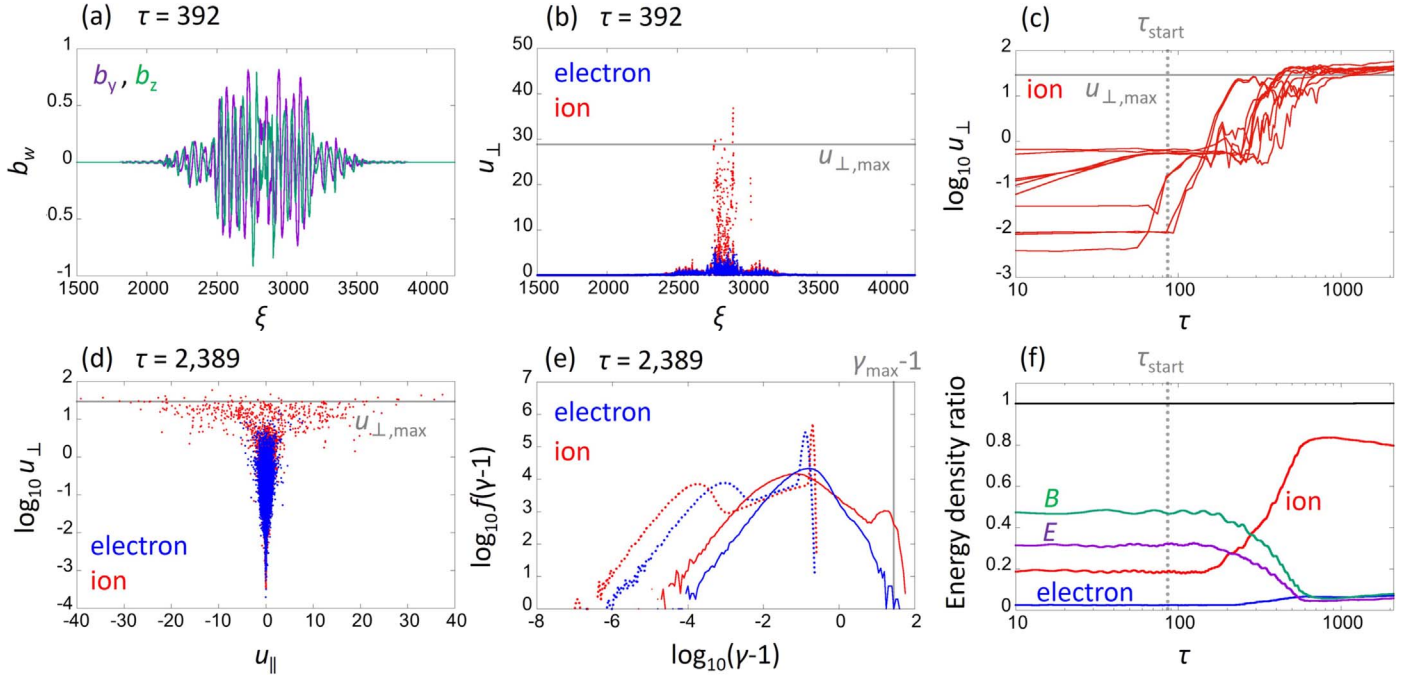 (a) τ = 392
1
0.5
0
0.5
-1
b_w
b_y , b_z
1500 2000 2500 3000 3500 4000
ξ
(b) τ = 392
50
40
30
20
10
0
u_⊥
electron
ion
u_⊥,max
1500 2000 2500 3000 3500 4000
ξ
(c)
τ_start
2
1
0
-1
-2
-3
log₁₀ u_⊥
ion
u_⊥,max
10 100 1000
τ
(d) τ = 2,389
2
1
0
-1
-2
-3
-4
log₁₀ u_⊥
u_⊥,max
electron
ion
-40 -30 -20 -10 0 10 20 30 40
u_∥
(e) τ = 2,389
γ_max-1
7
6
5
4
3
2
1
0
log₁₀ f(γ-1)
electron
ion
-8 -6 -4 -2 0 2
log₁₀(γ-1)
(f)
τ_start
1
0.8
0.6
0.4
0.2
0
Energy density ratio
B
E
ion
electron
10 100 1000
τ